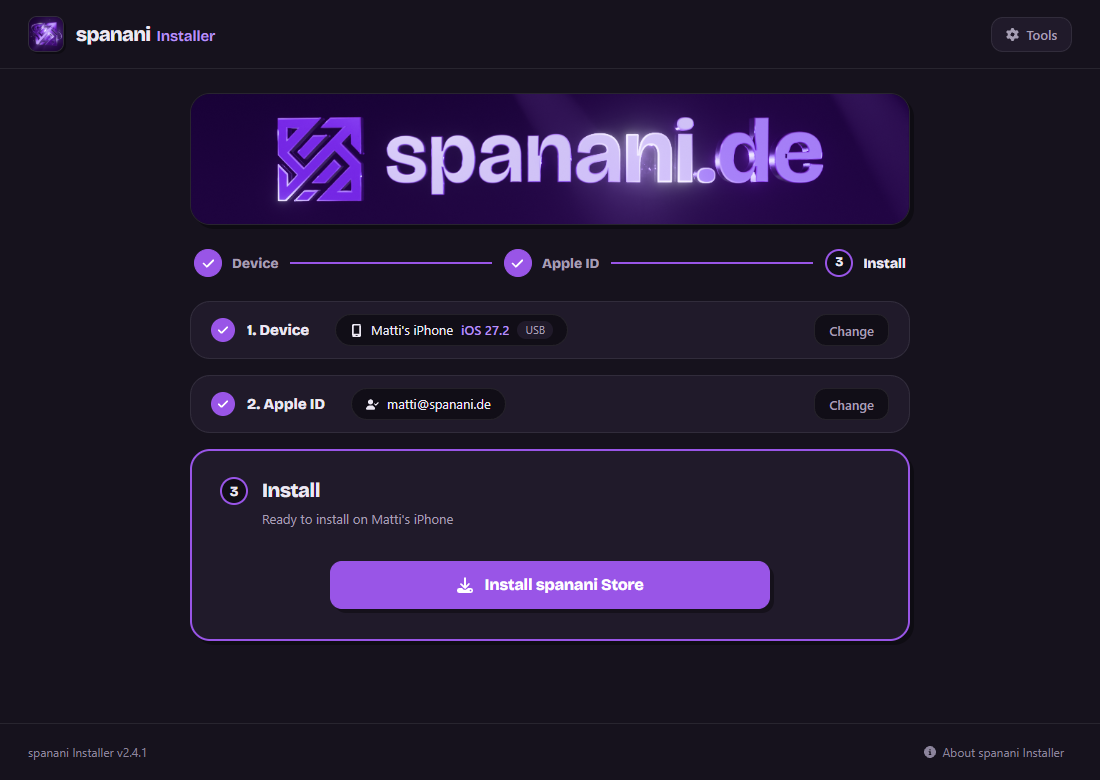 spanani Installer
Tools
spanani.de
Device
Apple ID
3 Install
1. Device Matti's iPhone iOS 27.2 USB Change
2. Apple ID matti@spanani.de Change
3 Install
Ready to install on Matti's iPhone
Install spanani Store
spanani Installer v2.4.1
About spanani Installer